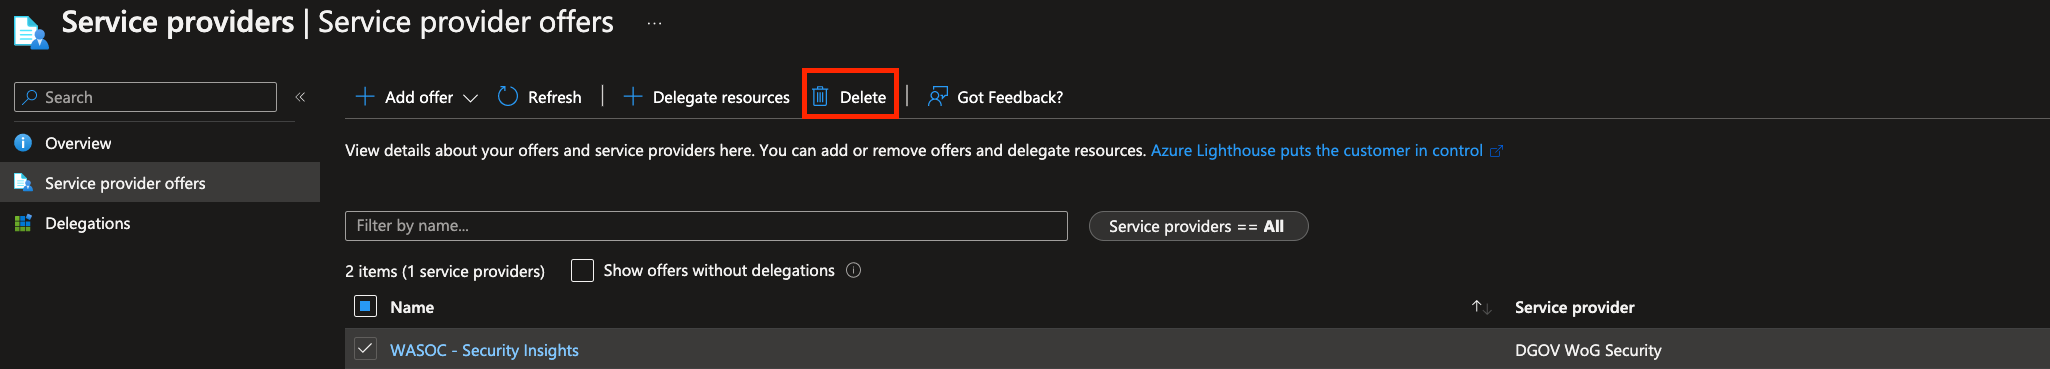 Service providers | Service provider offers ...
Search «
Add offer Refresh | Delegate resources Delete | Got Feedback?
Overview
View details about your offers and service providers here. You can add or remove offers and delegate resources. Azure Lighthouse puts the customer in control
Service provider offers
Delegations
Filter by name...
Service providers == All
2 items (1 service providers) Show offers without delegations
Name ↑↓ Service provider
WASOC - Security Insights DGOV WoG Security